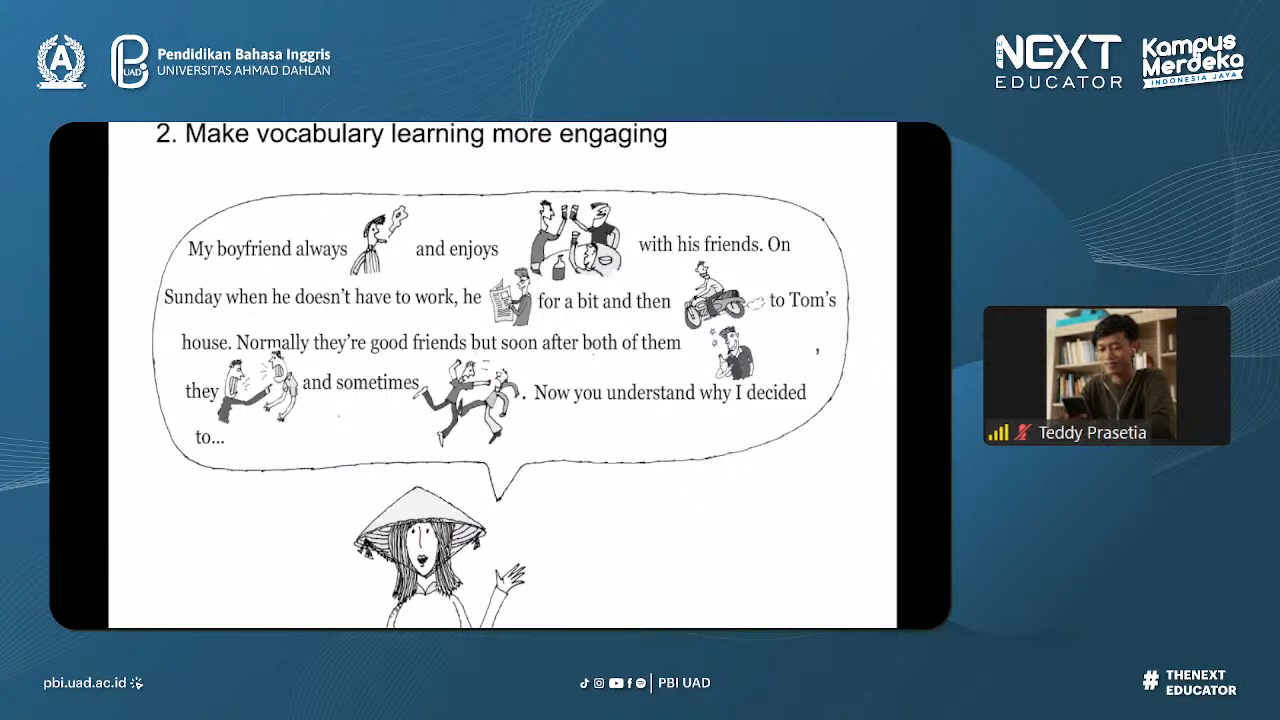 A
UAD
Pendidikan Bahasa Inggris
UNIVERSITAS AHMAD DAHLAN
THE NEXT
EDUCATOR
Kampus
Merdeka
INDONESIA JAYA
2. Make vocabulary learning more engaging
My boyfriend always and enjoys with his friends. On
Sunday when he doesn't have to work, he for a bit and then to Tom's
house. Normally they're good friends but soon after both of them ,
they and sometimes . Now you understand why I decided
to...
Teddy Prasetia
pbi.uad.ac.id
PBI UAD
# THENEXT
EDUCATOR